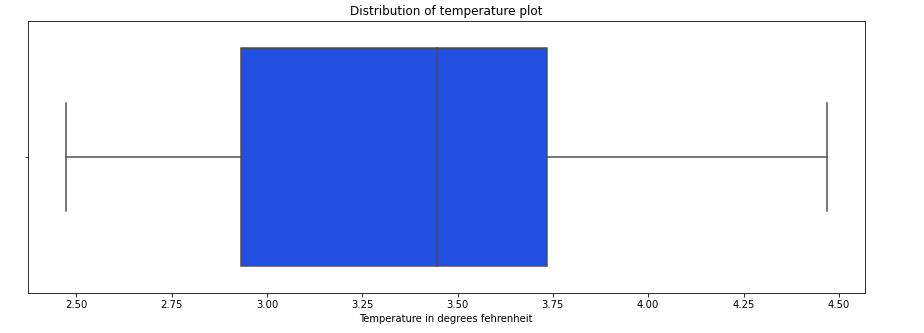 Distribution of temperature plot
2.50 2.75 3.00 3.25 3.50 3.75 4.00 4.25 4.50
Temperature in degrees fehrenheit